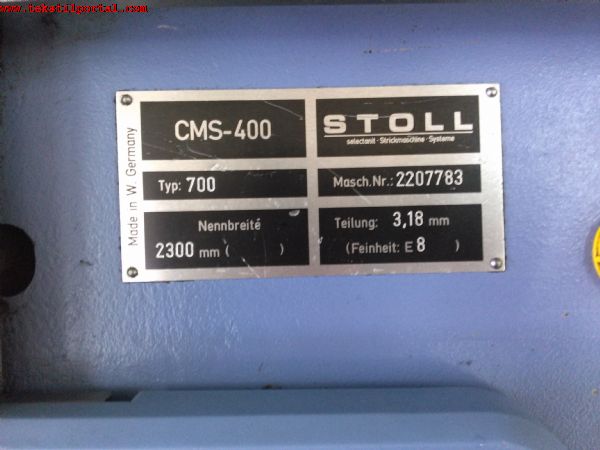 www.tekstilportal.com
Made in W. Germany
CMS-400
STOLL
selectanit · Strickmaschine · Systeme
Typ: 700
Masch.Nr.: 2207783
Nennbreite
2300 mm ( )
Teilung: 3,18 mm
(Feinheit: E 8 )